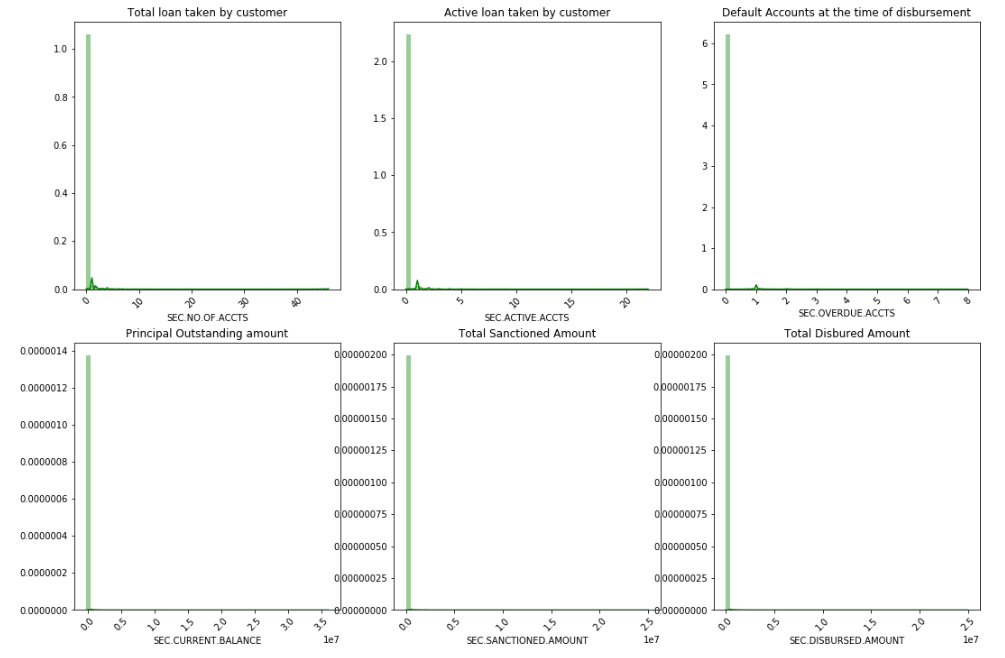 Total loan taken by customer
1.0
0.8
0.6
0.4
0.2
0.0
0 10 20 30 40
SEC.NO.OF.ACCTS
Active loan taken by customer
2.0
1.5
1.0
0.5
0.0
0 5 10 15 20
SEC.ACTIVE.ACCTS
Default Accounts at the time of disbursement
6
5
4
3
2
1
0
0 1 2 3 4 5 6 7 8
SEC.OVERDUE.ACCTS
Principal Outstanding amount
0.0000014
0.0000012
0.0000010
0.0000008
0.0000006
0.0000004
0.0000002
0.0000000
0.0 0.5 1.0 1.5 2.0 2.5 3.0 3.5
1e7
SEC.CURRENT.BALANCE
Total Sanctioned Amount
0.00000200
0.00000175
0.00000150
0.00000125
0.00000100
0.00000075
0.00000050
0.00000025
0.00000000
0.0 0.5 1.0 1.5 2.0 2.5
1e7
SEC.SANCTIONED.AMOUNT
Total Disbured Amount
0.00000200
0.00000175
0.00000150
0.00000125
0.00000100
0.00000075
0.00000050
0.00000025
0.00000000
0.0 0.5 1.0 1.5 2.0 2.5
1e7
SEC.DISBURSED.AMOUNT